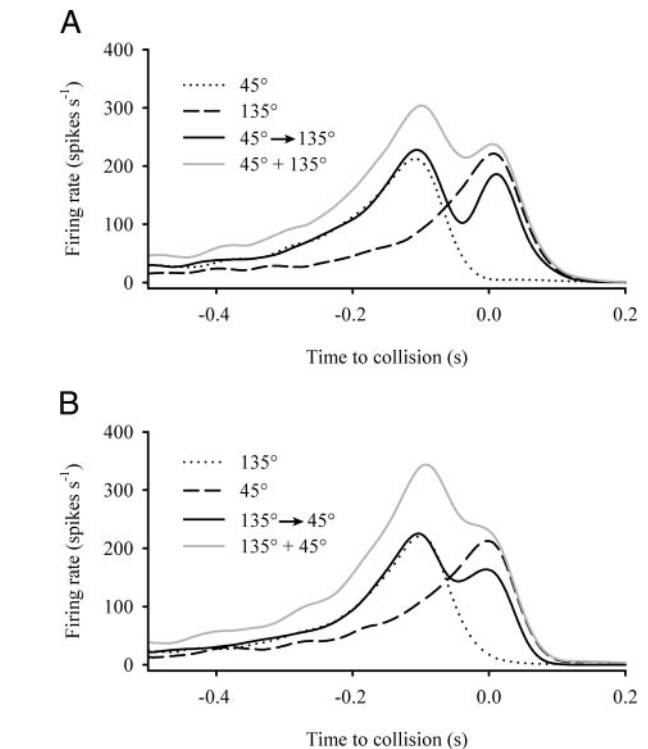 A
400
300
200
100
0
Firing rate (spikes s⁻¹)
45°
135°
45° → 135°
45° + 135°
-0.4
-0.2
0.0
0.2
Time to collision (s)
B
400
300
200
100
0
Firing rate (spikes s⁻¹)
135°
45°
135° → 45°
135° + 45°
-0.4
-0.2
0.0
0.2
Time to collision (s)